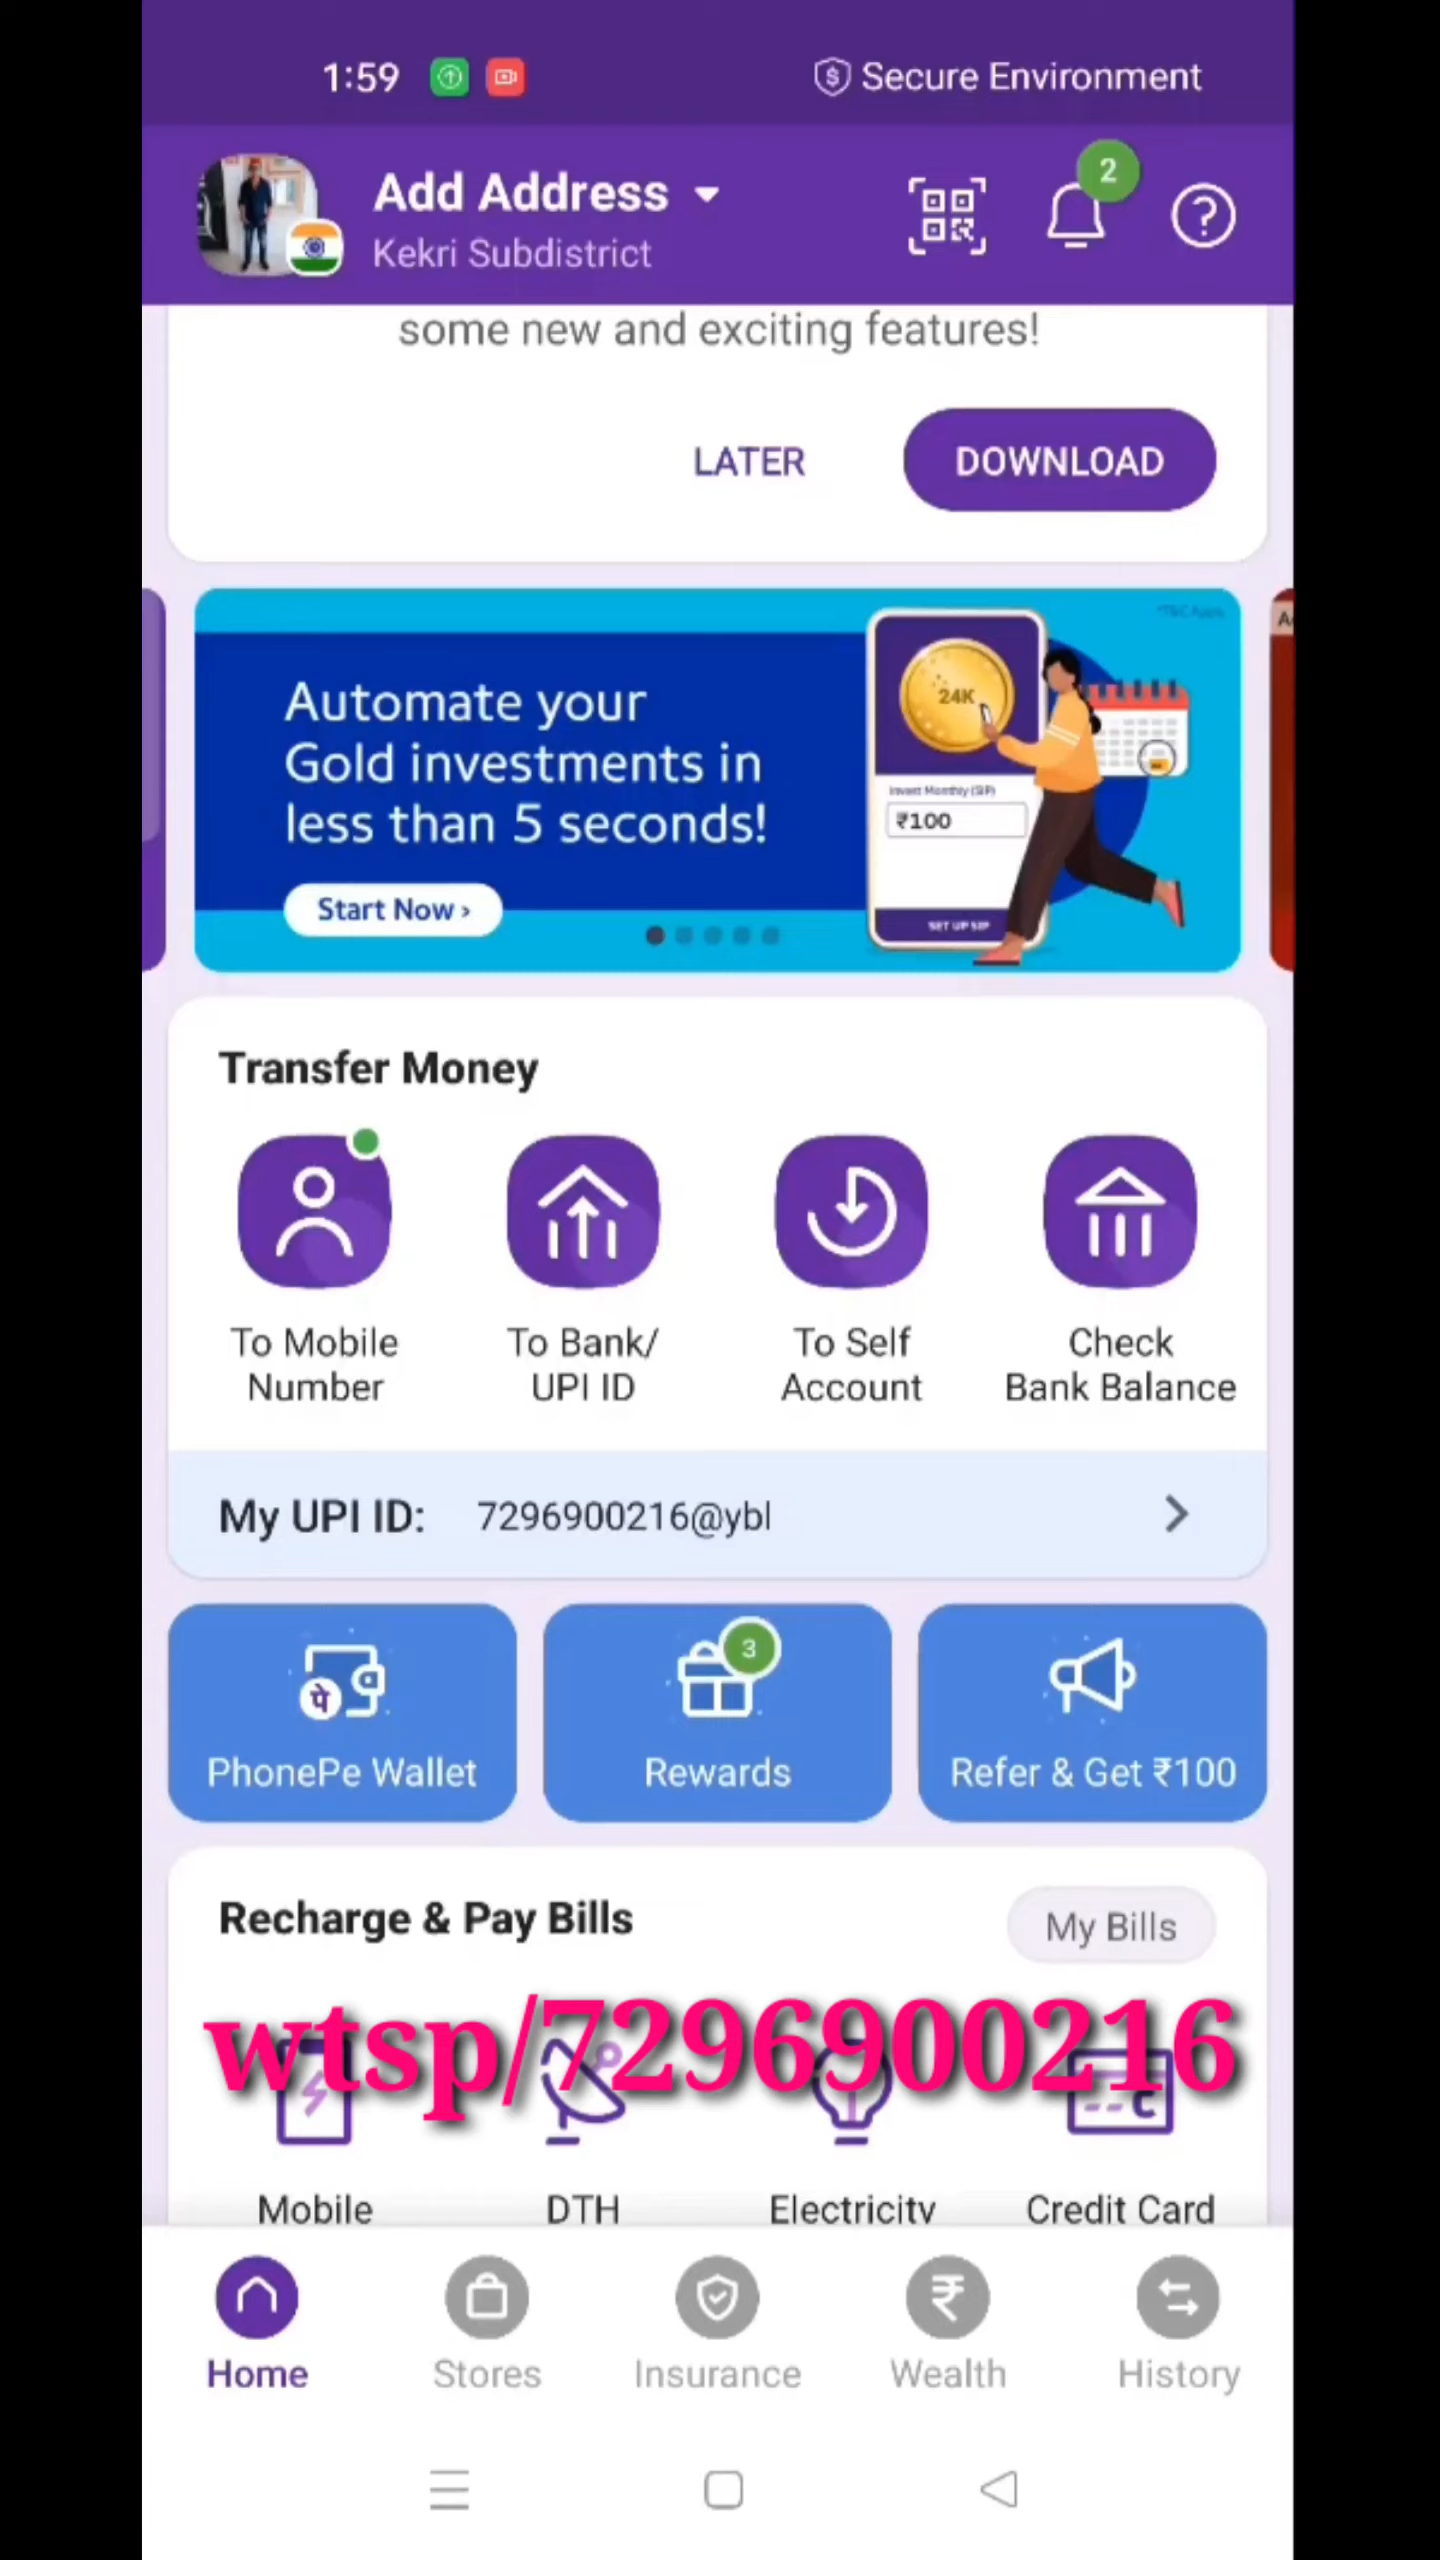 1:59
Secure Environment
Add Address
2
Kekri Subdistrict
some new and exciting features!
LATER
DOWNLOAD
Automate your
Gold investments in
less than 5 seconds!
Start Now ›
24K
Invest Monthly (SIP)
₹100
SET UP SIP
Transfer Money
To Mobile
Number
To Bank/
UPI ID
To Self
Account
Check
Bank Balance
My UPI ID: 7296900216@ybl
पे
PhonePe Wallet
3
Rewards
Refer & Get ₹100
Recharge & Pay Bills
My Bills
wtsp/7296900216
Mobile
DTH
Electricity
Credit Card
Home
Stores
Insurance
Wealth
History